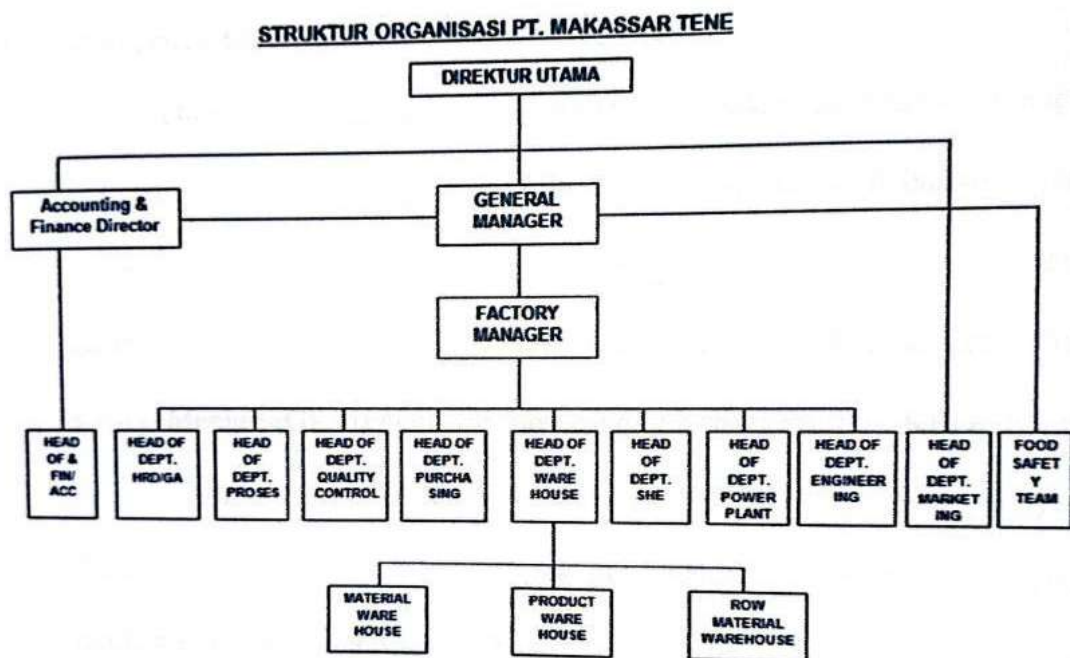 STRUKTUR ORGANISASI PT. MAKASSAR TENE
DIREKTUR UTAMA
Accounting &
Finance Director
GENERAL
MANAGER
FACTORY
MANAGER
HEAD
OF &
FIN/
ACC
HEAD OF
DEPT.
HRD/GA
HEAD
OF
DEPT.
PROSES
HEAD OF
DEPT.
QUALITY
CONTROL
HEAD OF
DEPT.
PURCHA
SING
HEAD OF
DEPT.
WARE
HOUSE
HEAD
OF
DEPT.
SHE
HEAD
OF
DEPT.
POWER
PLANT
HEAD OF
DEPT.
ENGINEER
ING
HEAD
OF
DEPT.
MARKET
ING
FOOD
SAFET
Y
TEAM
MATERIAL
WARE
HOUSE
PRODUCT
WARE
HOUSE
ROW
MATERIAL
WAREHOUSE